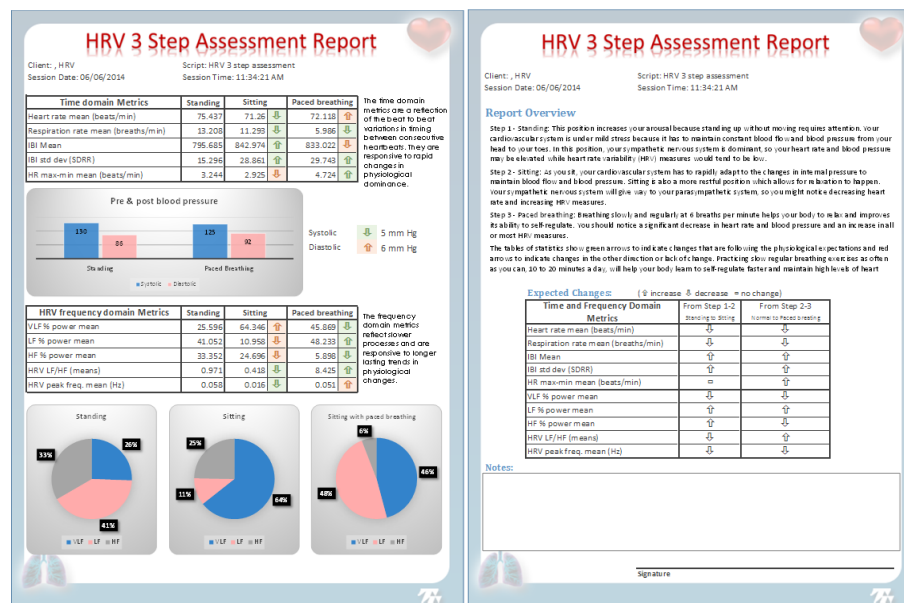 HRV 3 Step Assessment Report
Client: , HRV Script: HRV 3 step assessment
Session Date: 06/06/2014 Session Time: 11:34:21 AM
Time domain Metrics Standing Sitting Paced breathing
Heart rate mean (beats/min) 75.437 71.26 ⇩ 72.118 ⇧
Respiration rate mean (breaths/min) 13.208 11.293 ⇩ 5.986 ⇩
IBI Mean 795.685 842.974 ⇧ 833.022 ⇩
IBI std dev (SDRR) 15.296 28.861 ⇧ 29.743 ⇧
HR max-min mean (beats/min) 3.244 2.925 ⇩ 4.724 ⇧
The time domain
metrics are a reflection
of the beat to beat
variations in timing
between consecutive
heartbeats. They are
responsive to rapid
changes in
physiological
dominance.
Pre & post blood pressure
130 86 125 92
Standing Paced Breathing
Systolic Diastolic
Systolic ⇩ 5 mm Hg
Diastolic ⇧ 6 mm Hg
HRV frequency domain Metrics Standing Sitting Paced breathing
VLF % power mean 25.596 64.346 ⇧ 45.869 ⇩
LF % power mean 41.052 10.958 ⇩ 48.233 ⇧
HF % power mean 33.352 24.696 ⇩ 5.898 ⇩
HRV LF/HF (means) 0.971 0.418 ⇩ 8.425 ⇧
HRV peak freq. mean (Hz) 0.058 0.016 ⇩ 0.051 ⇧
The frequency
domain metrics
reflect slower
processes and are
responsive to longer
lasting trends in
physiological
changes.
Standing
33% 26%
41%
VLF LF HF
Sitting
25%
11% 64%
VLF LF HF
Sitting with paced breathing
6%
48% 46%
VLF LF HF
HRV 3 Step Assessment Report
Client: , HRV Script: HRV 3 step assessment
Session Date: 06/06/2014 Session Time: 11:34:21 AM
Report Overview
Step 1 - Standing: This position increases your arousal because standing up without moving requires attention. Your
cardiovascular system is under mild stress because it has to maintain constant blood flow and blood pressure from your
head to your toes. In this position, your sympathetic nervous system is dominant, so your heart rate and blood pressure
may be elevated while heart rate variability (HRV) measures would tend to be low.
Step 2 - Sitting: As you sit, your cardiovascular system has to rapidly adapt to the changes in internal pressure to
maintain blood flow and blood pressure. Sitting is also a more restful position which allows for relaxation to happen.
Your sympathetic nervous system will give way to your parasympathetic system, so you might notice decreasing heart
rate and increasing HRV measures.
Step 3 - Paced breathing: Breathing slowly and regularly at 6 breaths per minute helps your body to relax and improves
its ability to self-regulate. You should notice a significant decrease in heart rate and blood pressure and an increase in all
or most HRV measures.
The tables of statistics show green arrows to indicate changes that are following the physiological expectations and red
arrows to indicate changes in the other direction or lack of change. Practicing slow regular breathing exercises as often
as you can, 10 to 20 minutes a day, will help your body learn to self-regulate faster and maintain high levels of heart
Expected Changes: (⇧ increase ⇩ decrease = no change)
Time and Frequency Domain From Step 1-2 From Step 2-3
Metrics Standing to Sitting Normal to Paced breating
Heart rate mean (beats/min) ⇩ ⇩
Respiration rate mean (breaths/min) ⇩ ⇩
IBI Mean ⇧ ⇧
IBI std dev (SDRR) ⇧ ⇧
HR max-min mean (beats/min) = ⇧
VLF % power mean ⇩ ⇩
LF % power mean ⇧ ⇧
HF % power mean ⇧ ⇩
HRV LF/HF (means) ⇩ ⇧
HRV peak freq. mean (Hz) ⇩ ⇩
Notes:
Signature